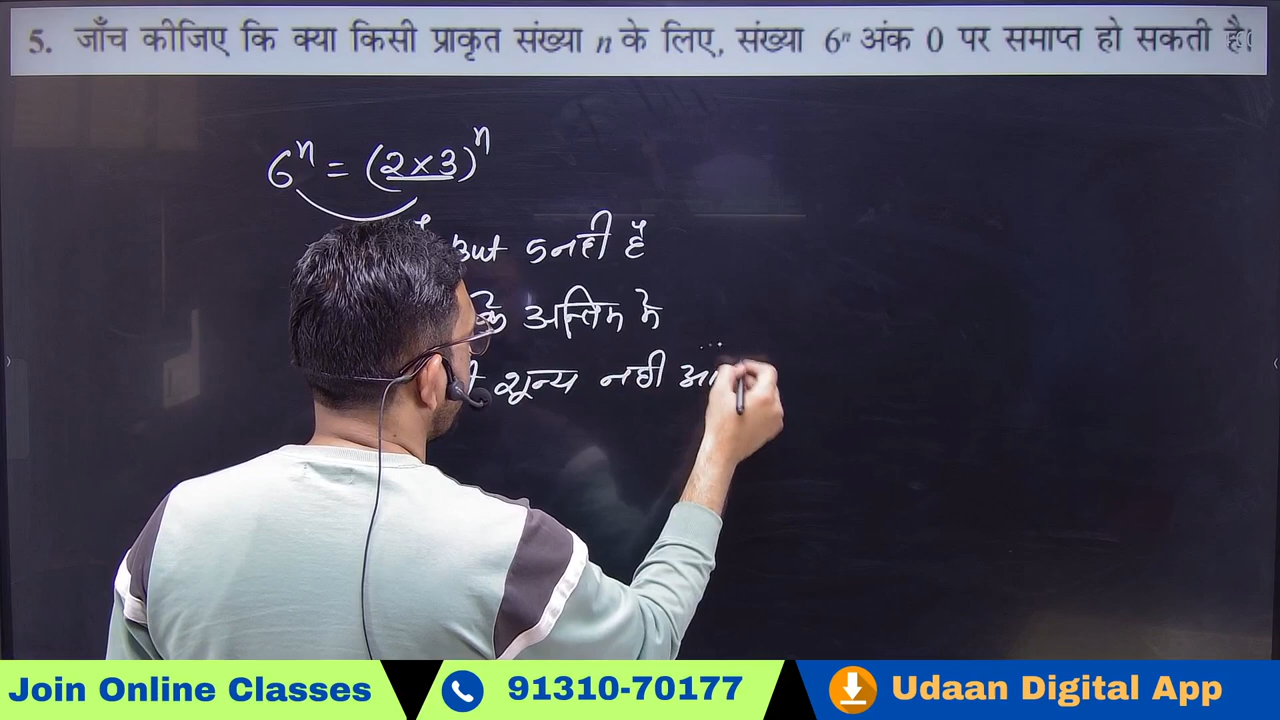 5. जाँच कीजिए कि क्या किसी प्राकृत संख्या n के लिए, संख्या 6ⁿ अंक 0 पर समाप्त हो सकती है।
6ⁿ = (2×3)ⁿ
But 5 नही है
के अन्तिम मे
शून्य नही
Join Online Classes
91310-70177
Udaan Digital App